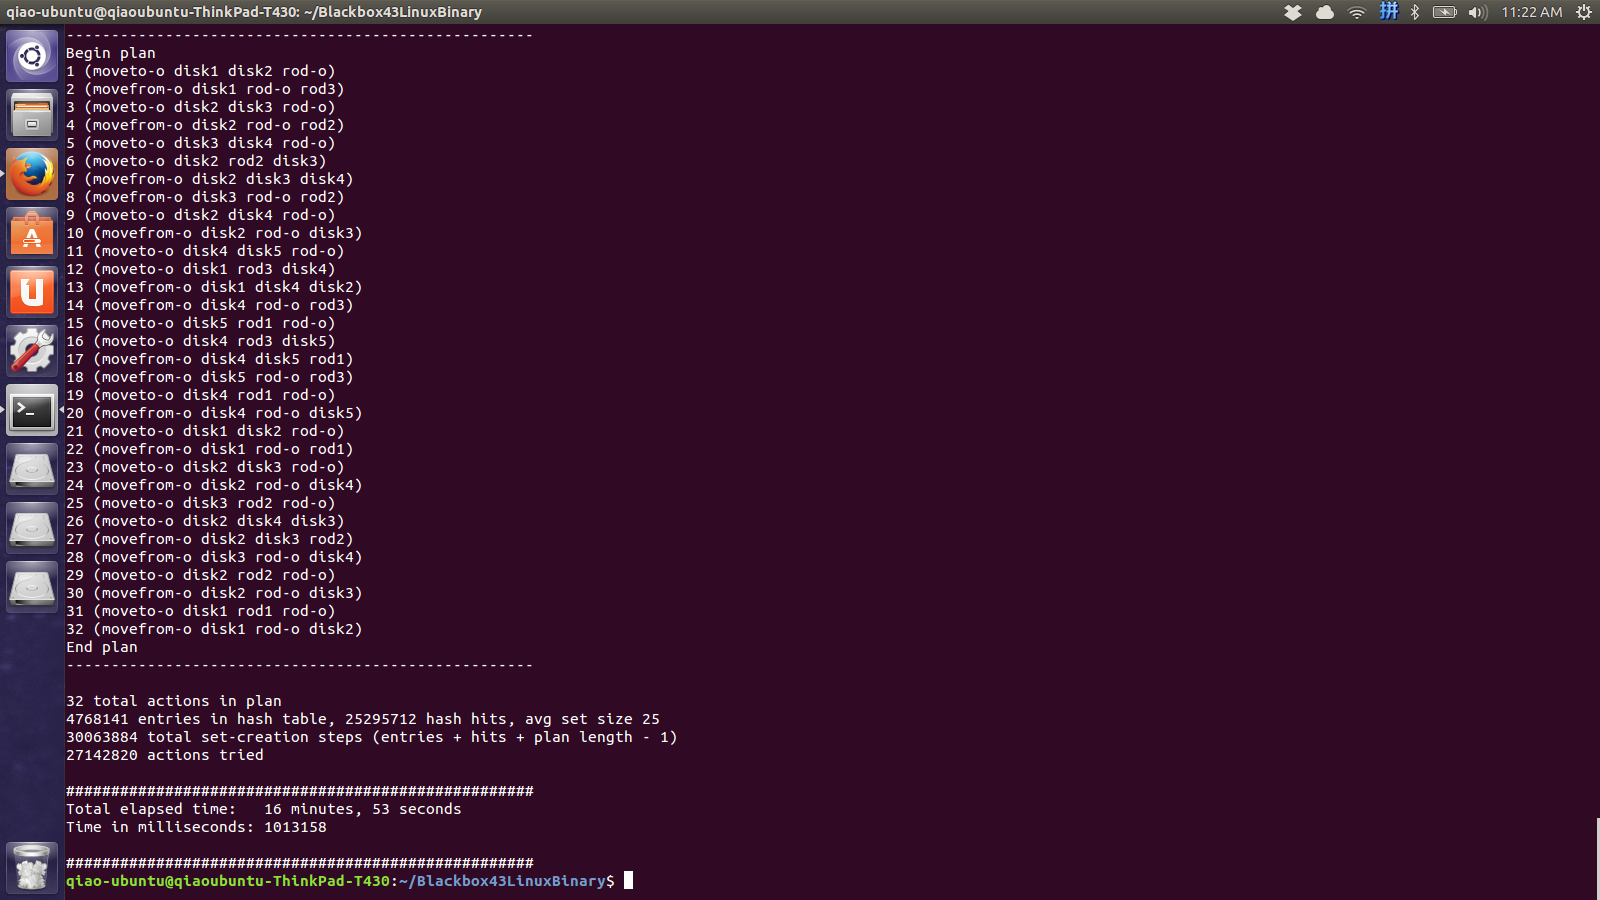 qiao-ubuntu@qiaoubuntu-ThinkPad-T430: ~/Blackbox43LinuxBinary
拼
11:22 AM
----------------------------------------------------
Begin plan
1 (moveto-o disk1 disk2 rod-o)
2 (movefrom-o disk1 rod-o rod3)
3 (moveto-o disk2 disk3 rod-o)
4 (movefrom-o disk2 rod-o rod2)
5 (moveto-o disk3 disk4 rod-o)
6 (moveto-o disk2 rod2 disk3)
7 (movefrom-o disk2 disk3 disk4)
8 (movefrom-o disk3 rod-o rod2)
9 (moveto-o disk2 disk4 rod-o)
10 (movefrom-o disk2 rod-o disk3)
11 (moveto-o disk4 disk5 rod-o)
12 (moveto-o disk1 rod3 disk4)
13 (movefrom-o disk1 disk4 disk2)
14 (movefrom-o disk4 rod-o rod3)
15 (moveto-o disk5 rod1 rod-o)
16 (moveto-o disk4 rod3 disk5)
17 (movefrom-o disk4 disk5 rod1)
18 (movefrom-o disk5 rod-o rod3)
19 (moveto-o disk4 rod1 rod-o)
20 (movefrom-o disk4 rod-o disk5)
21 (moveto-o disk1 disk2 rod-o)
22 (movefrom-o disk1 rod-o rod1)
23 (moveto-o disk2 disk3 rod-o)
24 (movefrom-o disk2 rod-o disk4)
25 (moveto-o disk3 rod2 rod-o)
26 (moveto-o disk2 disk4 disk3)
27 (movefrom-o disk2 disk3 rod2)
28 (movefrom-o disk3 rod-o disk4)
29 (moveto-o disk2 rod2 rod-o)
30 (movefrom-o disk2 rod-o disk3)
31 (moveto-o disk1 rod1 rod-o)
32 (movefrom-o disk1 rod-o disk2)
End plan
----------------------------------------------------
32 total actions in plan
4768141 entries in hash table, 25295712 hash hits, avg set size 25
30063884 total set-creation steps (entries + hits + plan length - 1)
27142820 actions tried
####################################################
Total elapsed time:   16 minutes, 53 seconds
Time in milliseconds: 1013158
####################################################
qiao-ubuntu@qiaoubuntu-ThinkPad-T430:~/Blackbox43LinuxBinary$